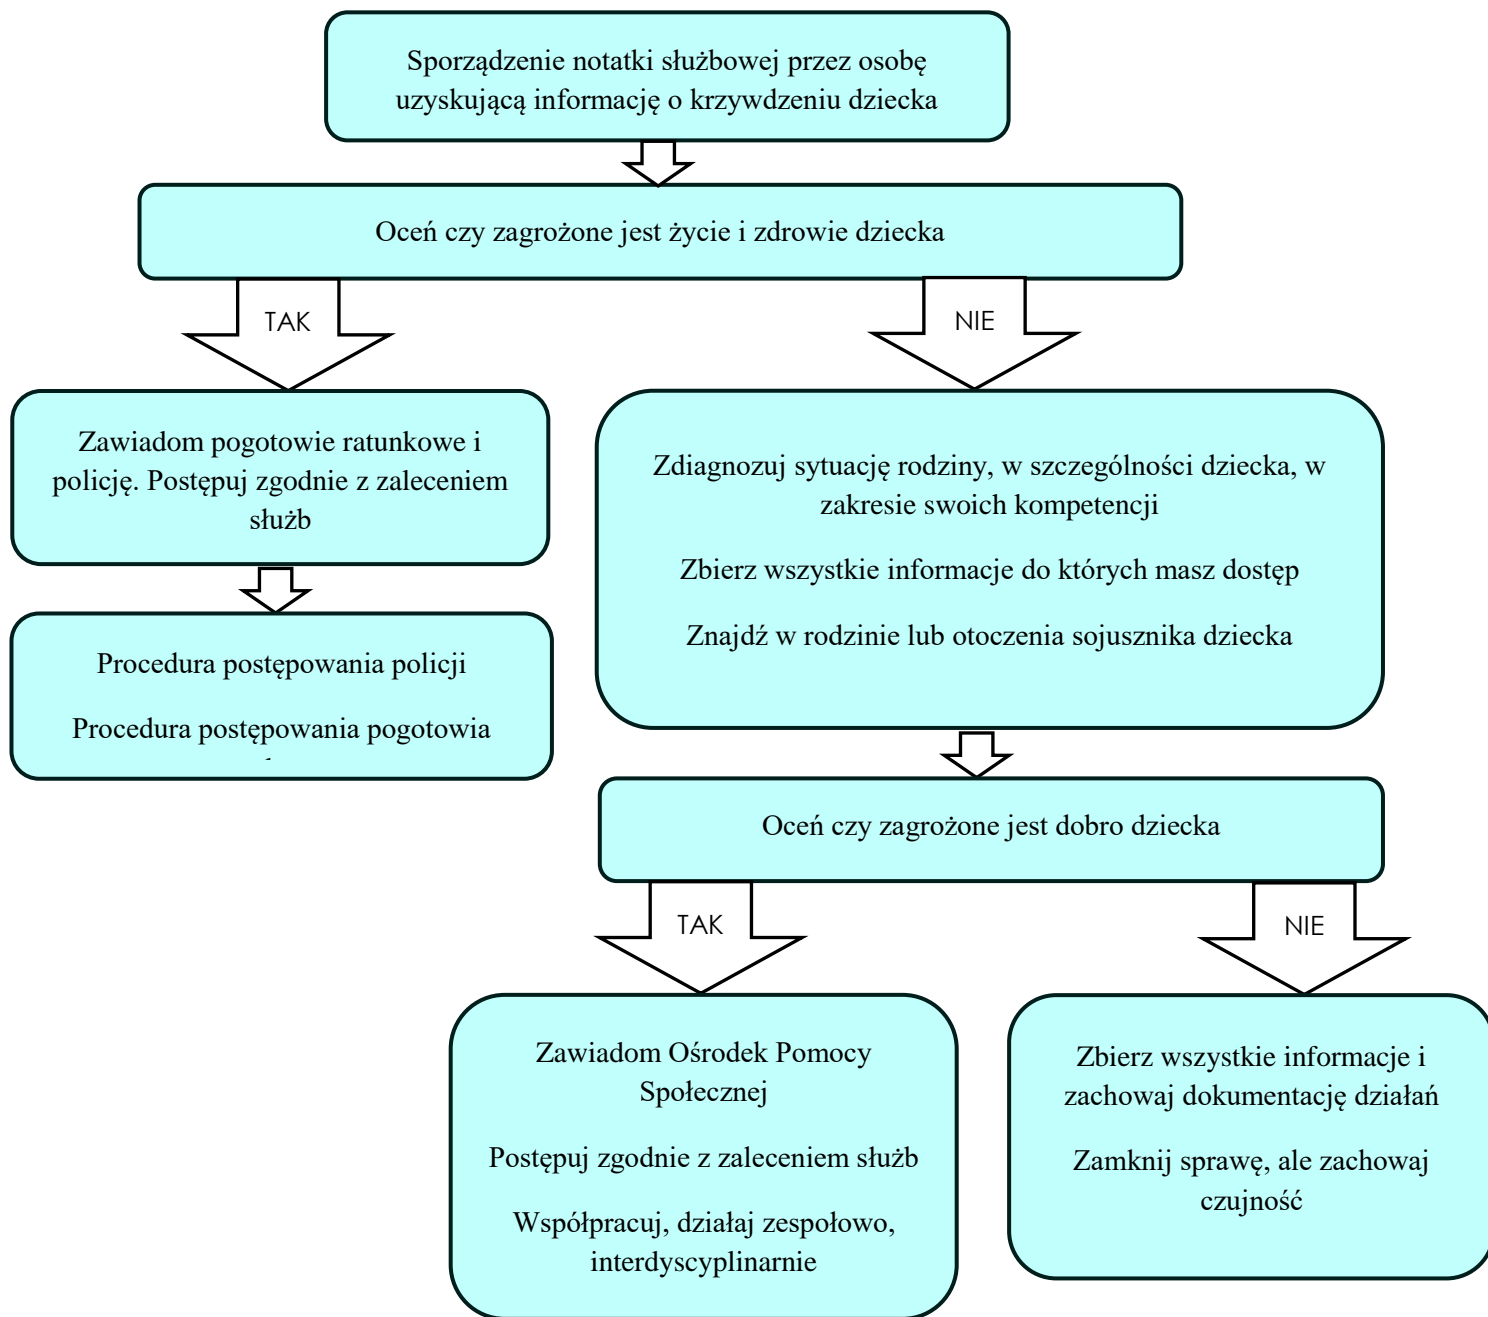 Sporządzenie notatki służbowej przez osobę
uzyskującą informację o krzywdzeniu dziecka
Oceń czy zagrożone jest życie i zdrowie dziecka
TAK
NIE
Zawiadom pogotowie ratunkowe i
policję. Postępuj zgodnie z zaleceniem
służb
Zdiagnozuj sytuację rodziny, w szczególności dziecka, w
zakresie swoich kompetencji
Zbierz wszystkie informacje do których masz dostęp
Znajdź w rodzinie lub otoczenia sojusznika dziecka
Procedura postępowania policji
Procedura postępowania pogotowia
Oceń czy zagrożone jest dobro dziecka
TAK
NIE
Zawiadom Ośrodek Pomocy
Społecznej
Postępuj zgodnie z zaleceniem służb
Współpracuj, działaj zespołowo,
interdyscyplinarnie
Zbierz wszystkie informacje i
zachowaj dokumentację działań
Zamknij sprawę, ale zachowaj
czujność